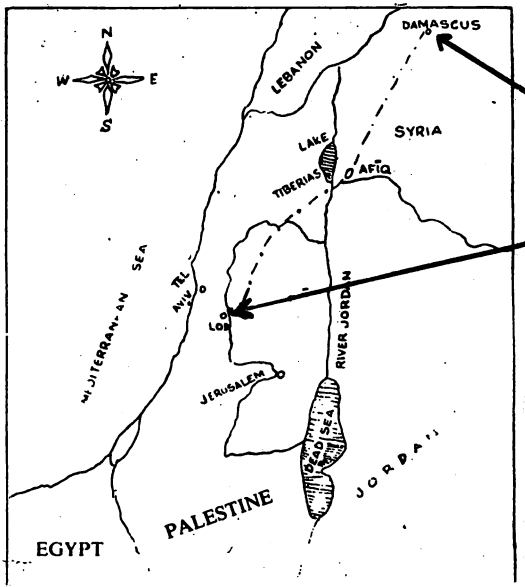 DAMASCUS
N
W E
S
LEBANON
SYRIA
LAKE
TIBERIAS
AFIQ
MEDITERRANEAN SEA
TEL
AVIV
LOD
RIVER JORDAN
JERUSALEM
DEAD SEA
JORDAN
PALESTINE
EGYPT